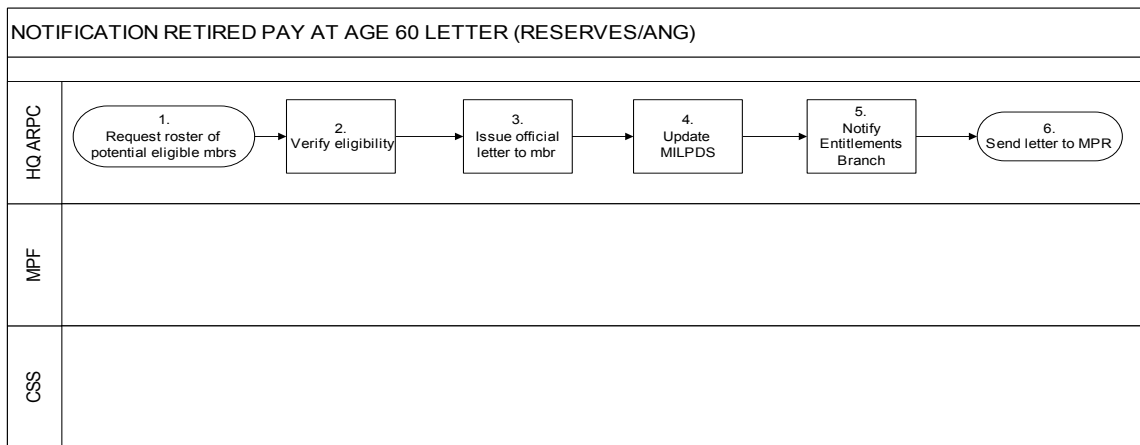 NOTIFICATION RETIRED PAY AT AGE 60 LETTER (RESERVES/ANG)
HQ ARPC
1.
Request roster of
potential eligible mbrs
2.
Verify eligibility
3.
Issue official
letter to mbr
4.
Update
MILPDS
5.
Notify
Entitlements
Branch
6.
Send letter to MPR
MPF
CSS